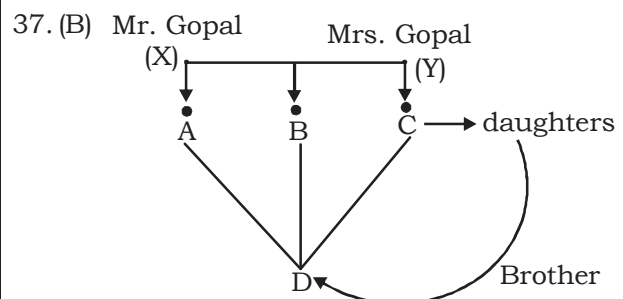 37. (B) Mr. Gopal
Mrs. Gopal
(X)
(Y)
A B C daughters
D
Brother